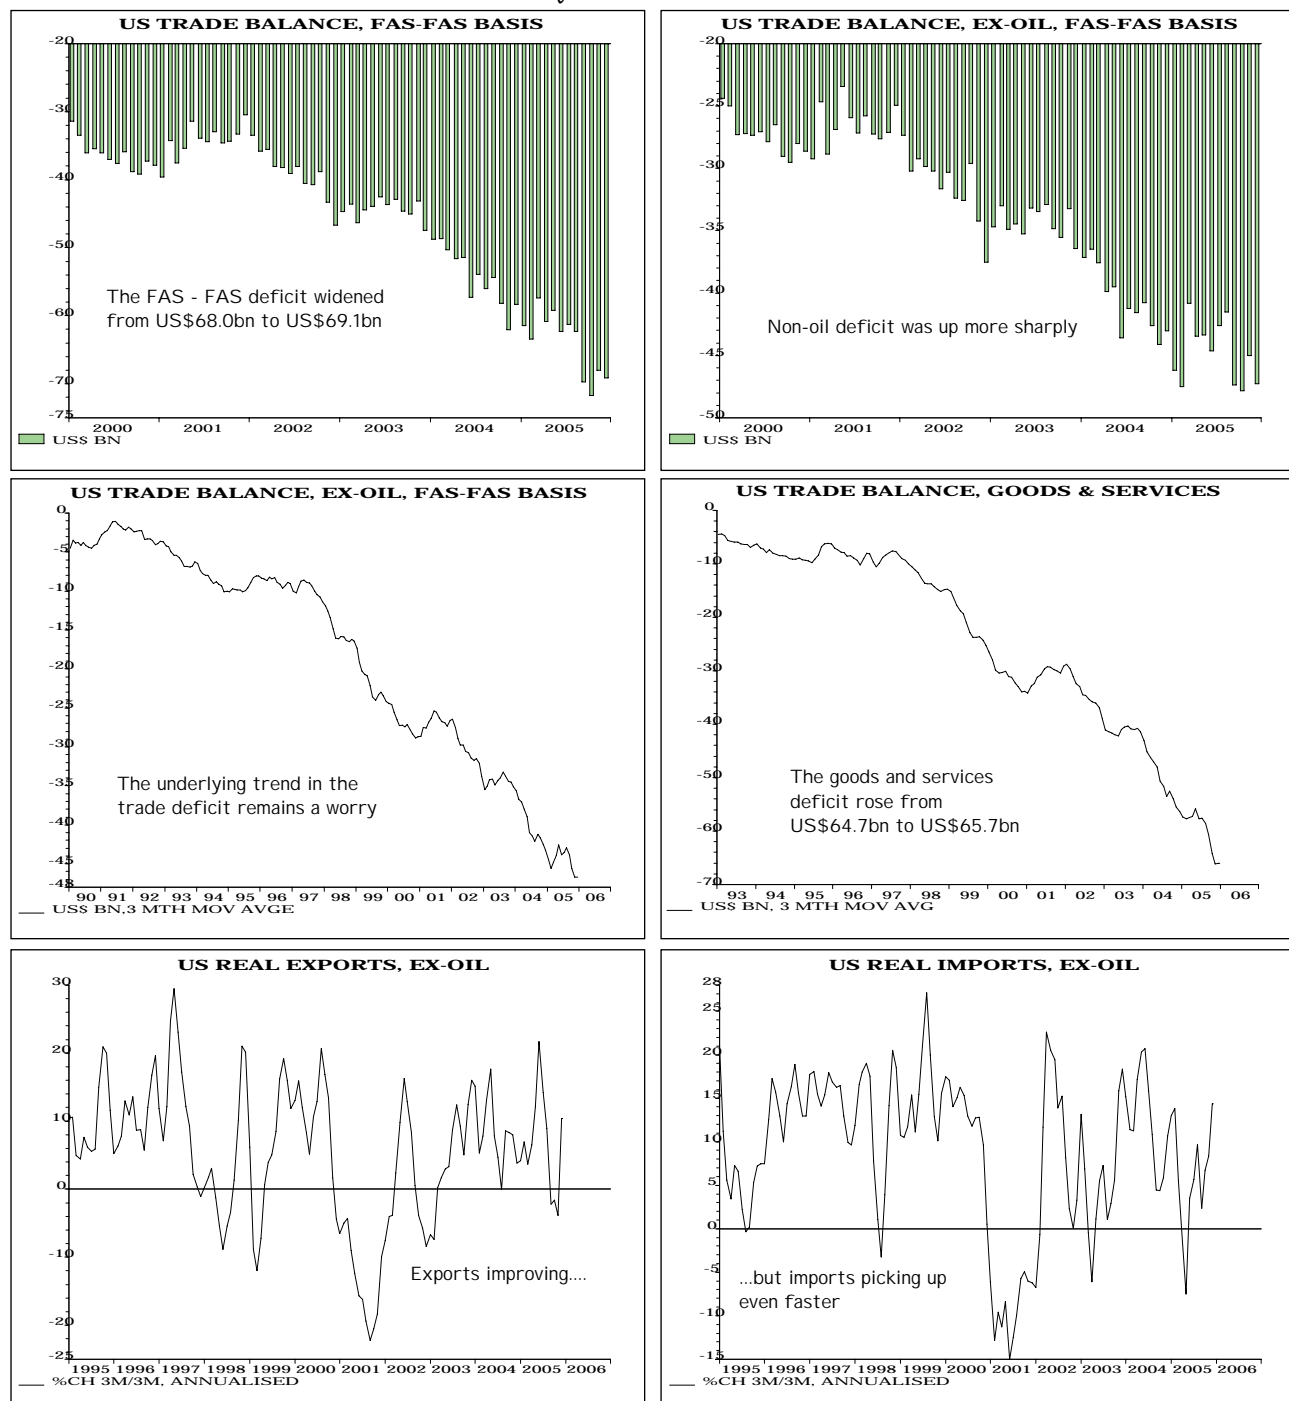 US TRADE BALANCE, FAS-FAS BASIS
-20
-30
-40
-50
-60
-70
-75
The FAS - FAS deficit widened
from US$68.0bn to US$69.1bn
2000 2001 2002 2003 2004 2005
US$ BN
US TRADE BALANCE, EX-OIL, FAS-FAS BASIS
-20
-25
-30
-35
-40
-45
-50
Non-oil deficit was up more sharply
2000 2001 2002 2003 2004 2005
US$ BN
US TRADE BALANCE, EX-OIL, FAS-FAS BASIS
0
-5
-10
-15
-20
-25
-30
-35
-40
-45
-48
The underlying trend in the
trade deficit remains a worry
90 91 92 93 94 95 96 97 98 99 00 01 02 03 04 05 06
US$ BN,3 MTH MOV AVGE
US TRADE BALANCE, GOODS & SERVICES
0
-10
-20
-30
-40
-50
-60
-70
The goods and services
deficit rose from
US$64.7bn to US$65.7bn
93 94 95 96 97 98 99 00 01 02 03 04 05 06
US$ BN, 3 MTH MOV AVG
US REAL EXPORTS, EX-OIL
30
20
10
0
-10
-20
-25
Exports improving....
1995 1996 1997 1998 1999 2000 2001 2002 2003 2004 2005 2006
%CH 3M/3M, ANNUALISED
US REAL IMPORTS, EX-OIL
28
25
20
15
10
5
0
-5
-10
-15
...but imports picking up
even faster
1995 1996 1997 1998 1999 2000 2001 2002 2003 2004 2005 2006
%CH 3M/3M, ANNUALISED